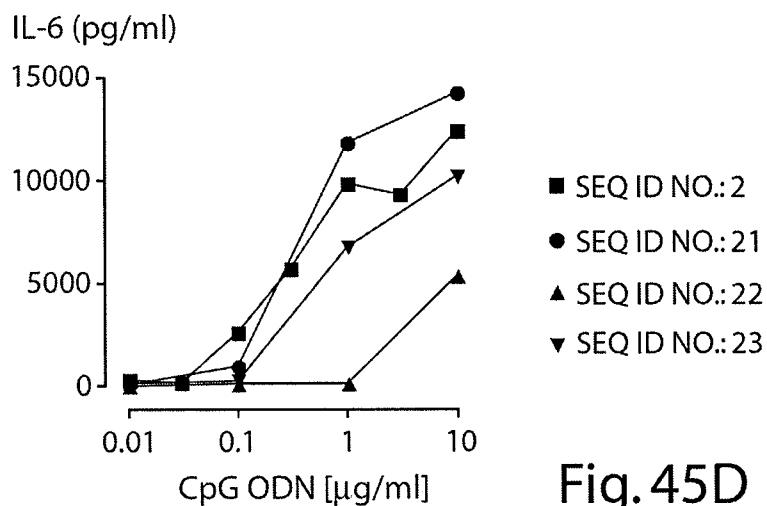 IL-6 (pg/ml)
15000
10000
5000
0
0.01 0.1 1 10
CpG ODN [µg/ml]
■ SEQ ID NO.: 2
● SEQ ID NO.: 21
▲ SEQ ID NO.: 22
▼ SEQ ID NO.: 23
Fig. 45D